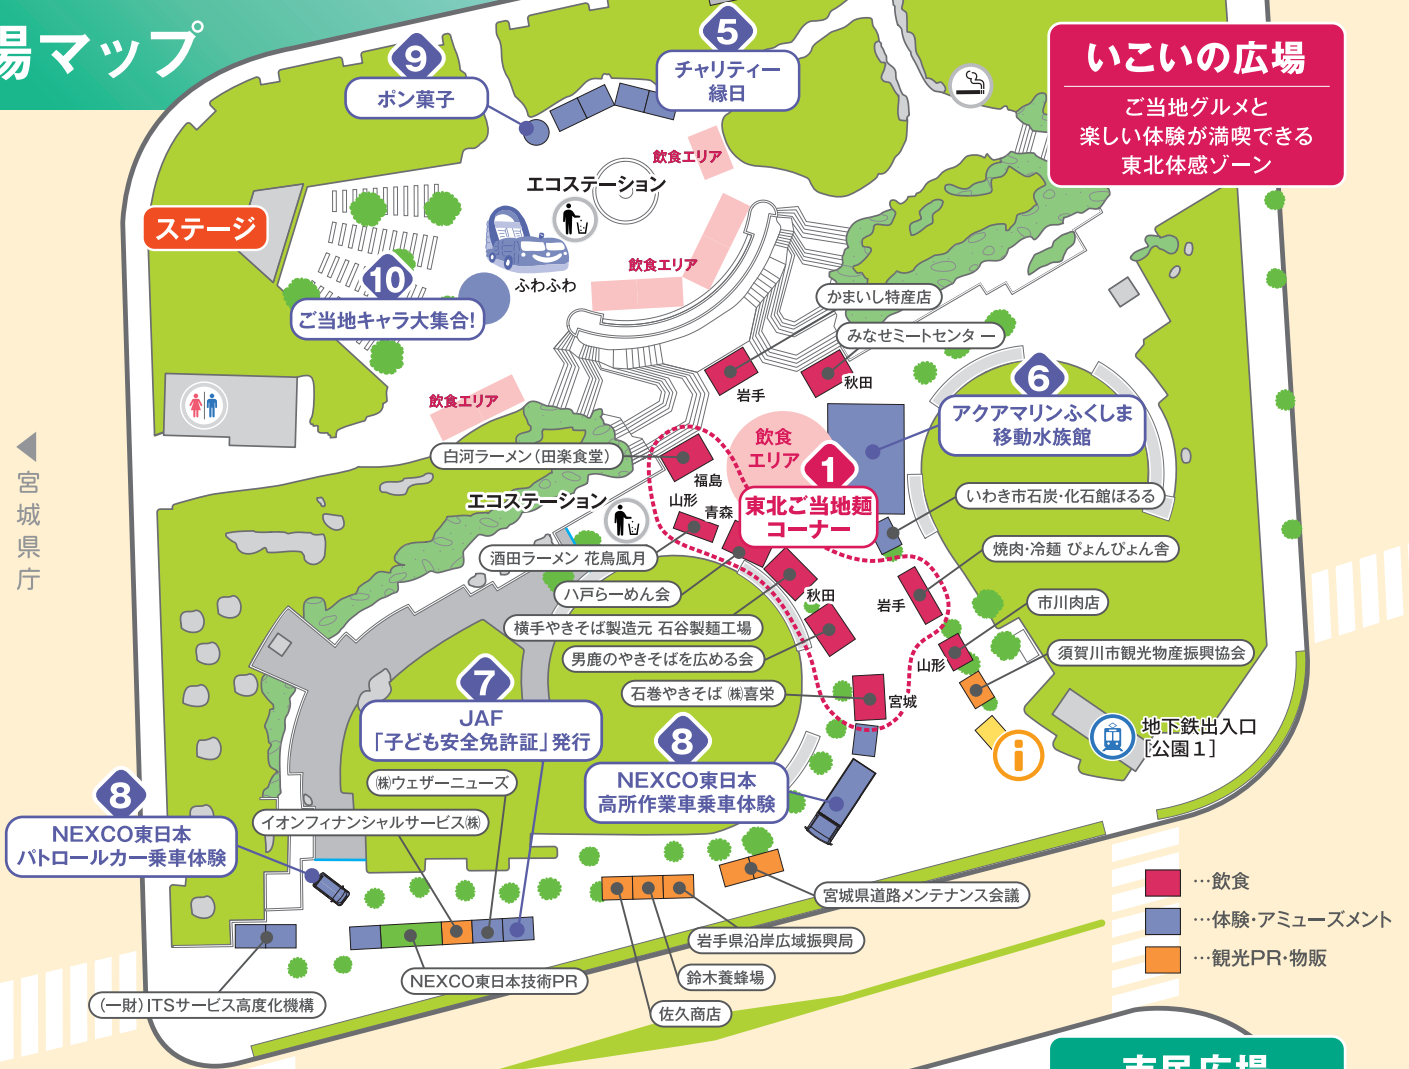 場マップ
9
ポン菓子
5
チャリティー
縁日
いこいの広場
ご当地グルメと
楽しい体験が満喫できる
東北体感ゾーン
飲食エリア
エコステーション
ステージ
飲食エリア
ふわふわ
10
ご当地キャラ大集合!
かまいし特産店
みなせミートセンター
岩手
秋田
6
アクアマリンふくしま
移動水族館
飲食エリア
飲食
エリア
1
東北ご当地麺
コーナー
白河ラーメン(田楽食堂)
福島
山形
青森
エコステーション
いわき市石炭・化石館ほるる
酒田ラーメン 花鳥風月
焼肉・冷麺 ぴょんぴょん舎
八戸らーめん会
秋田
岩手
市川肉店
横手やきそば製造元 石谷製麺工場
男鹿のやきそばを広める会
山形
須賀川市観光物産振興協会
石巻やきそば ㈱喜栄
宮城
宮城県庁
7
JAF
「子ども安全免許証」発行
8
NEXCO東日本
高所作業車乗車体験
i
地下鉄出入口
[公園1]
㈱ウェザーニューズ
8
NEXCO東日本
パトロールカー乗車体験
イオンフィナンシャルサービス㈱
宮城県道路メンテナンス会議
岩手県沿岸広域振興局
鈴木養蜂場
佐久商店
NEXCO東日本技術PR
(一財)ITSサービス高度化機構
…飲食
…体験・アミューズメント
…観光PR・物販